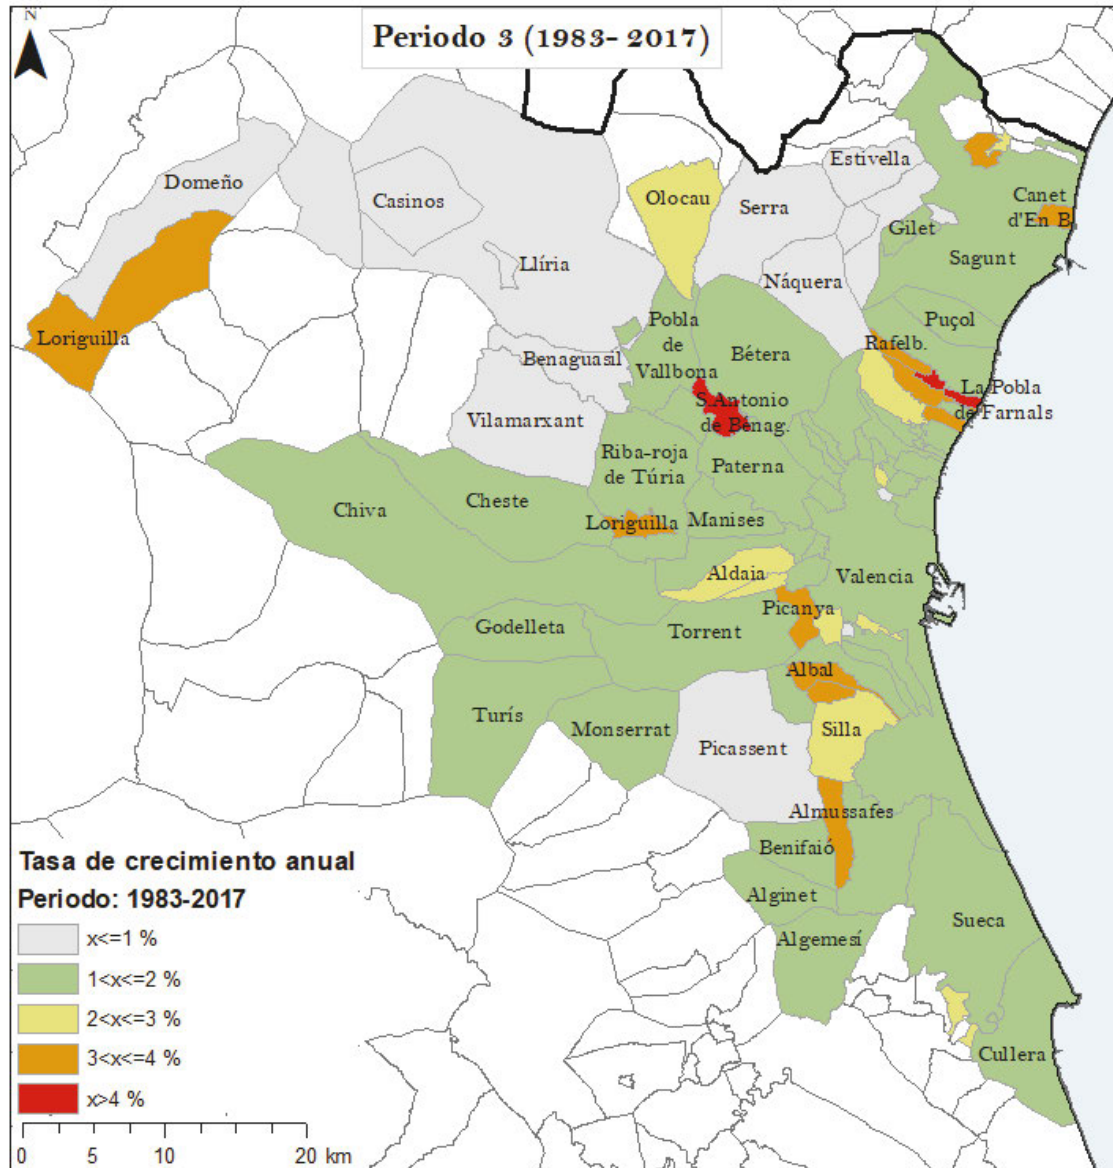 N
Periodo 3 (1983- 2017)
Estivella
Domeño
Olocau
Casinos
Serra
Canet
d'En B.
Gilet
Llíria
Sagunt
Náquera
Pobla
de
Vallbona
Puçol
Loriguilla
Rafelb.
Benaguasil
Bétera
La Pobla
de Farnals
S.Antonio
de Benag.
Vilamarxant
Riba-roja
de Túria
Paterna
Cheste
Chiva
Loriguilla
Manises
Aldaia
Valencia
Picanya
Godelleta
Torrent
Albal
Turís
Monserrat
Silla
Picassent
Almussafes
Benifaió
Alginet
Sueca
Algemesí
Cullera
Tasa de crecimiento anual
Periodo: 1983-2017
x<=1 %
1<x<=2 %
2<x<=3 %
3<x<=4 %
x>4 %
0 5 10 20 km